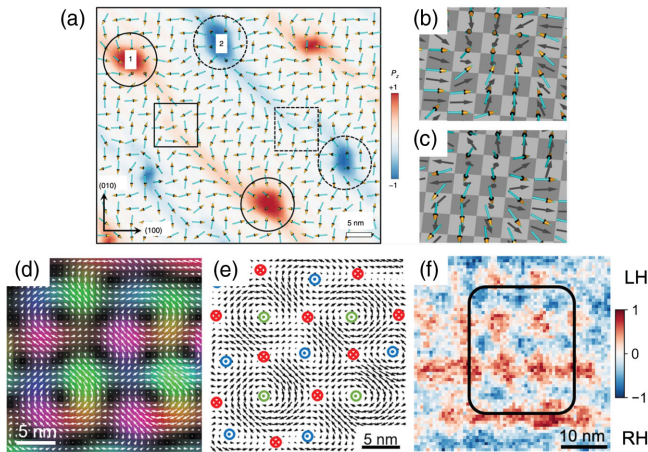 (a)
1
2
P_z
+1
−1
(010)
(100)
5 nm
(b)
(c)
(d)
5 nm
(e)
5 nm
(f)
10 nm
LH
1
0
−1
RH